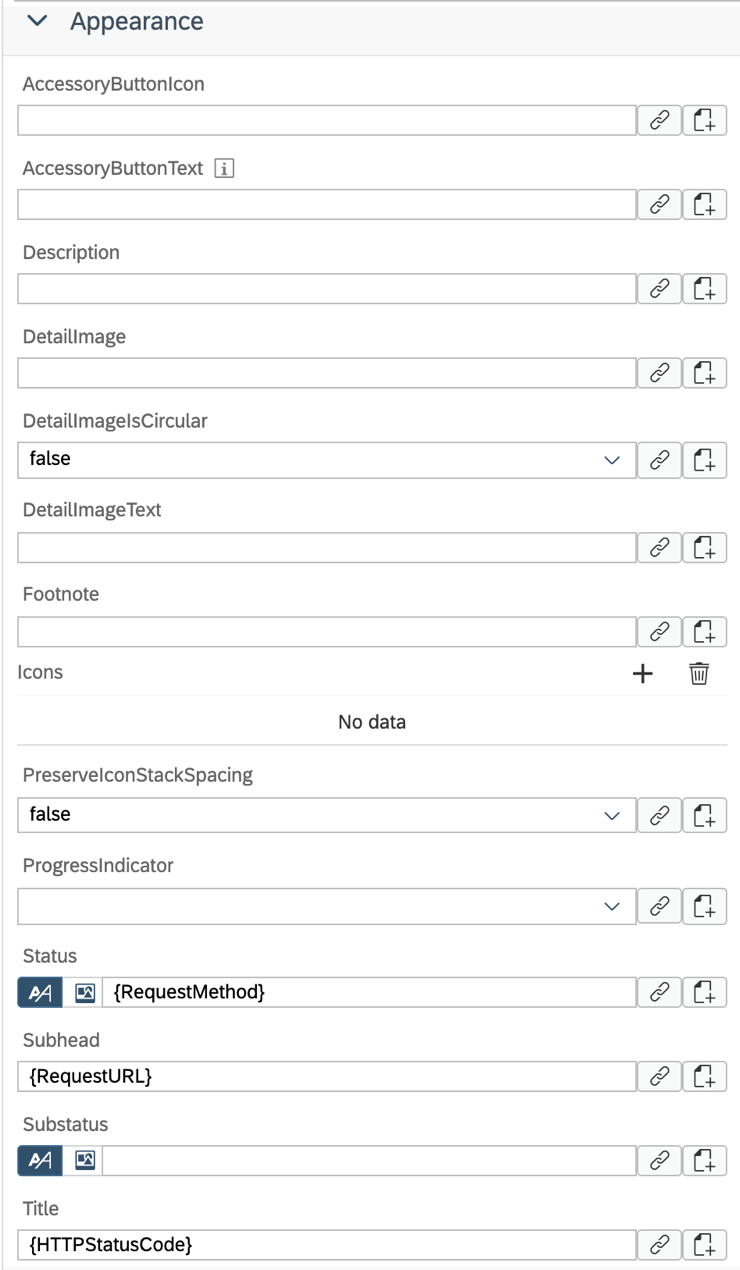 Appearance
AccessoryButtonIcon
AccessoryButtonText
Description
DetailImage
DetailImageIsCircular
false
DetailImageText
Footnote
Icons
No data
PreserveIconStackSpacing
false
ProgressIndicator
Status
{RequestMethod}
Subhead
{RequestURL}
Substatus
Title
{HTTPStatusCode}